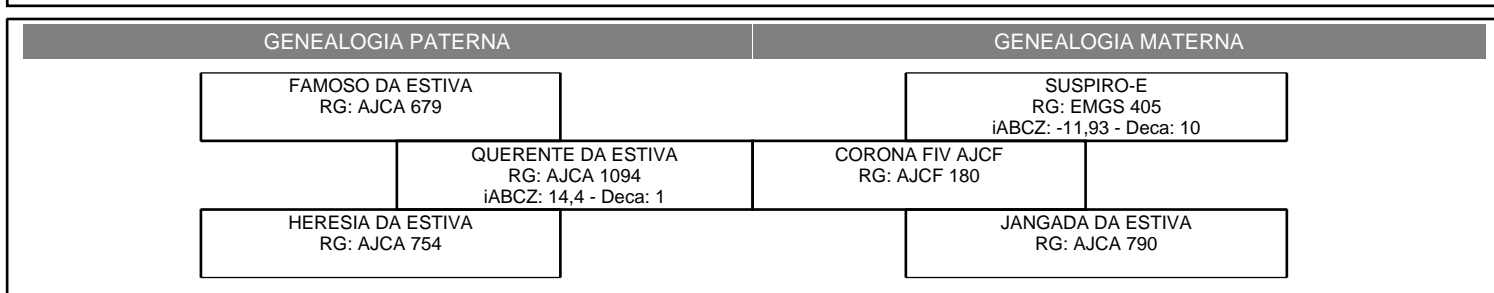 GENEALOGIA PATERNA
GENEALOGIA MATERNA
FAMOSO DA ESTIVA
RG: AJCA 679
SUSPIRO-E
RG: EMGS 405
iABCZ: -11,93 - Deca: 10
QUERENTE DA ESTIVA
RG: AJCA 1094
iABCZ: 14,4 - Deca: 1
CORONA FIV AJCF
RG: AJCF 180
HERESIA DA ESTIVA
RG: AJCA 754
JANGADA DA ESTIVA
RG: AJCA 790